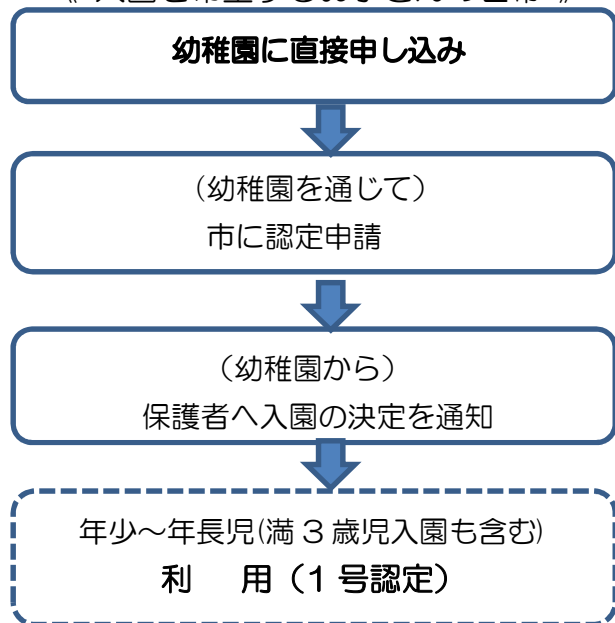 幼稚園に直接申し込み
（幼稚園を通じて）
市に認定申請
（幼稚園から）
保護者へ入園の決定を通知
年少～年長児(満３歳児入園も含む)
利　用（１号認定）